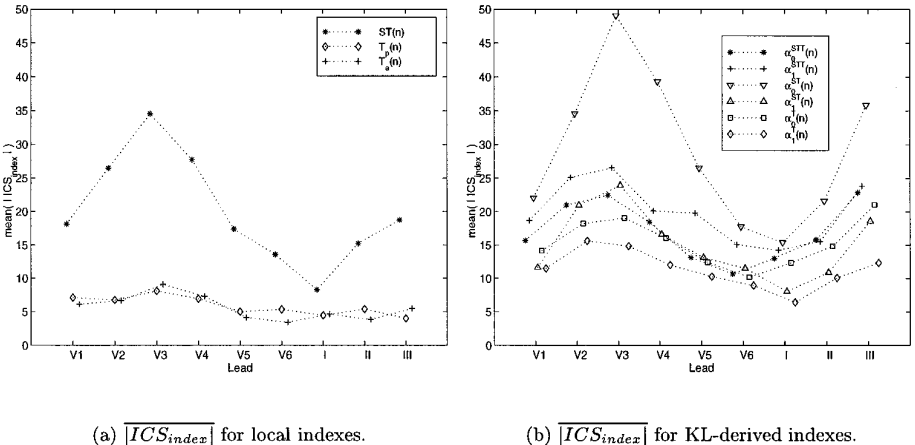 50
45
40
35
30
25
20
15
10
5
0
mean( | ICS_index | )
ST(n)
T_p(n)
T_a(n)
V1 V2 V3 V4 V5 V6 I II III
Lead
(a) |ICS_index| for local indexes.
50
45
40
35
30
25
20
15
10
5
0
mean( | ICS_index | )
α_0^STT(n)
α_1^STT(n)
α_0^ST(n)
α_1^ST(n)
α_0^T(n)
α_1^T(n)
V1 V2 V3 V4 V5 V6 I II III
Lead
(b) |ICS_index| for KL-derived indexes.